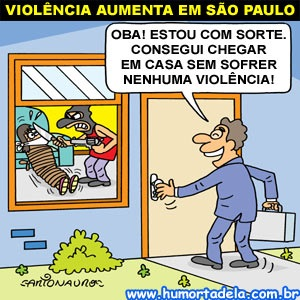 VIOLÊNCIA AUMENTA EM SÃO PAULO
OBA! ESTOU COM SORTE.
CONSEGUI CHEGAR
EM CASA SEM SOFRER
NENHUMA VIOLÊNCIA!
www.humortadela.com.br